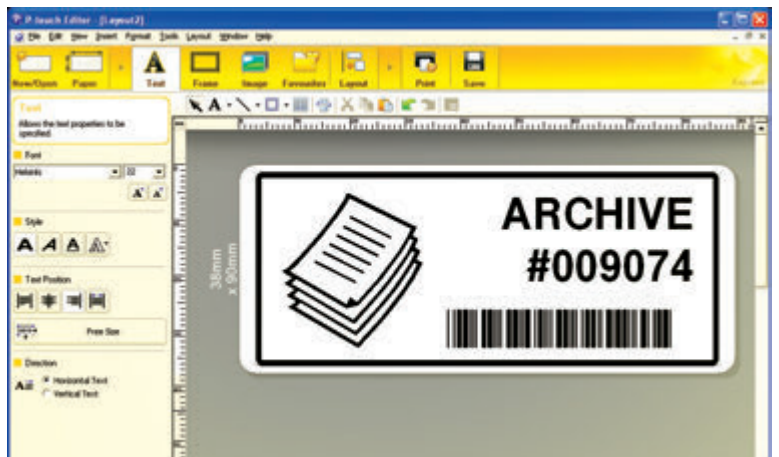 P-touch Editor - [Layout2]
File Edit View Insert Format Tools Layout Window Help
New/Open Paper Text Frame Image Favourites Layout Print Save
Text
Allows the text properties to be
specified.
Font
Helsinki 22
Style
Text Position
Free Size
Direction
Horizontal Text
Vertical Text
38mm
x 90mm
ARCHIVE
#009074